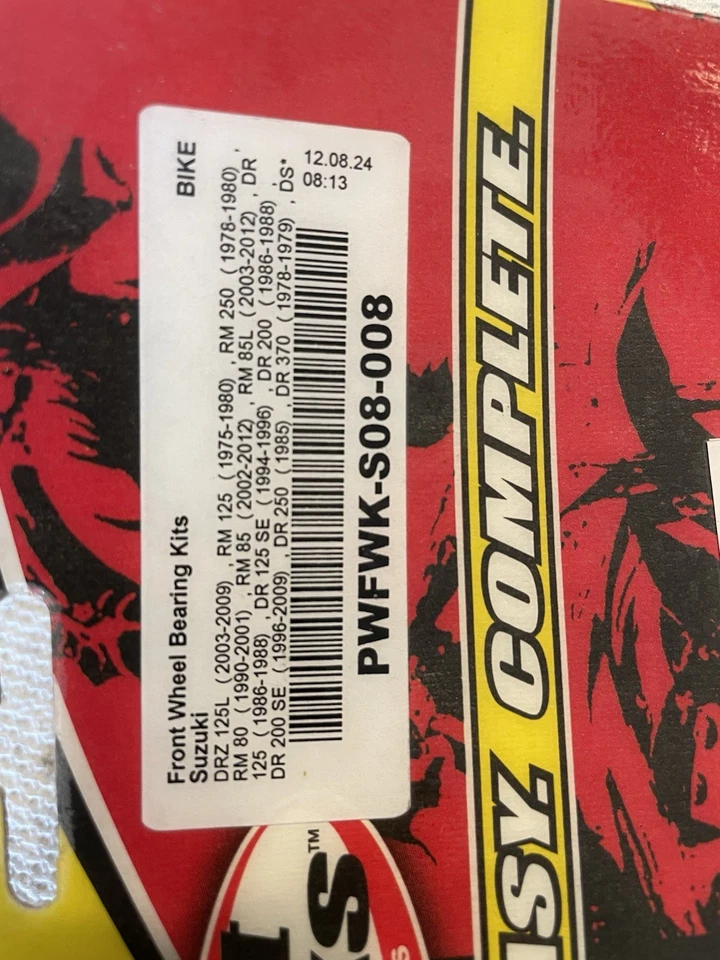 Front Wheel Bearing Kits BIKE
Suzuki
DRZ 125L (2003-2009) , RM 125 (1975-1980) , RM 250 (1978-1980) ,
RM 80 (1990-2001) , RM 85 (2002-2012) , RM 85L (2003-2012) , DR
125 (1986-1988) , DR 125 SE (1994-1996) , DR 200 (1986-1988) ,
DR 200 SE (1996-2009) , DR 250 (1985) , DR 370 (1978-1979) , DS*
12.08.24
08:13
PWFWK-S08-008
COMPLETE.
TM